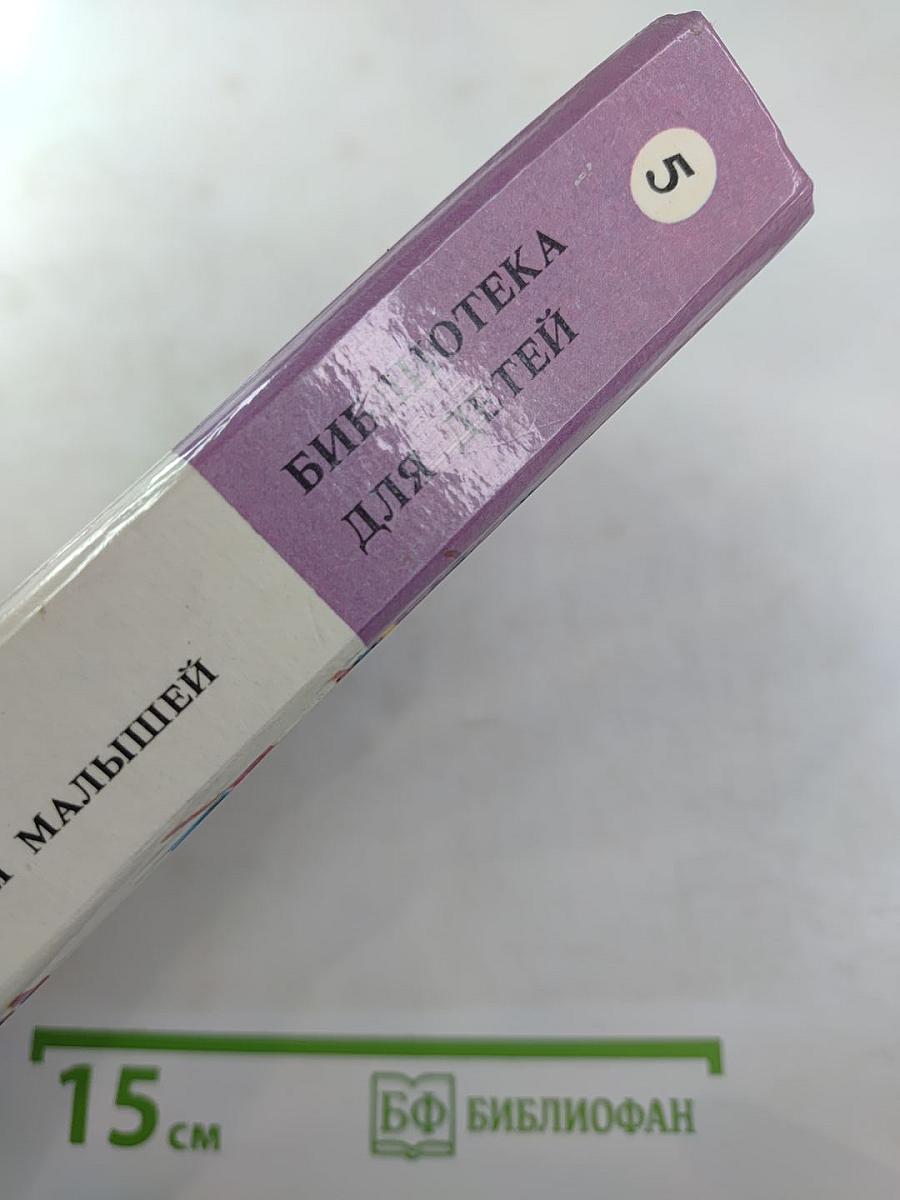 5
БИБЛИОТЕКА
ДЛЯ ДЕТЕЙ
МАЛЫШЕЙ
15 см
БФ БИБЛИОФАН